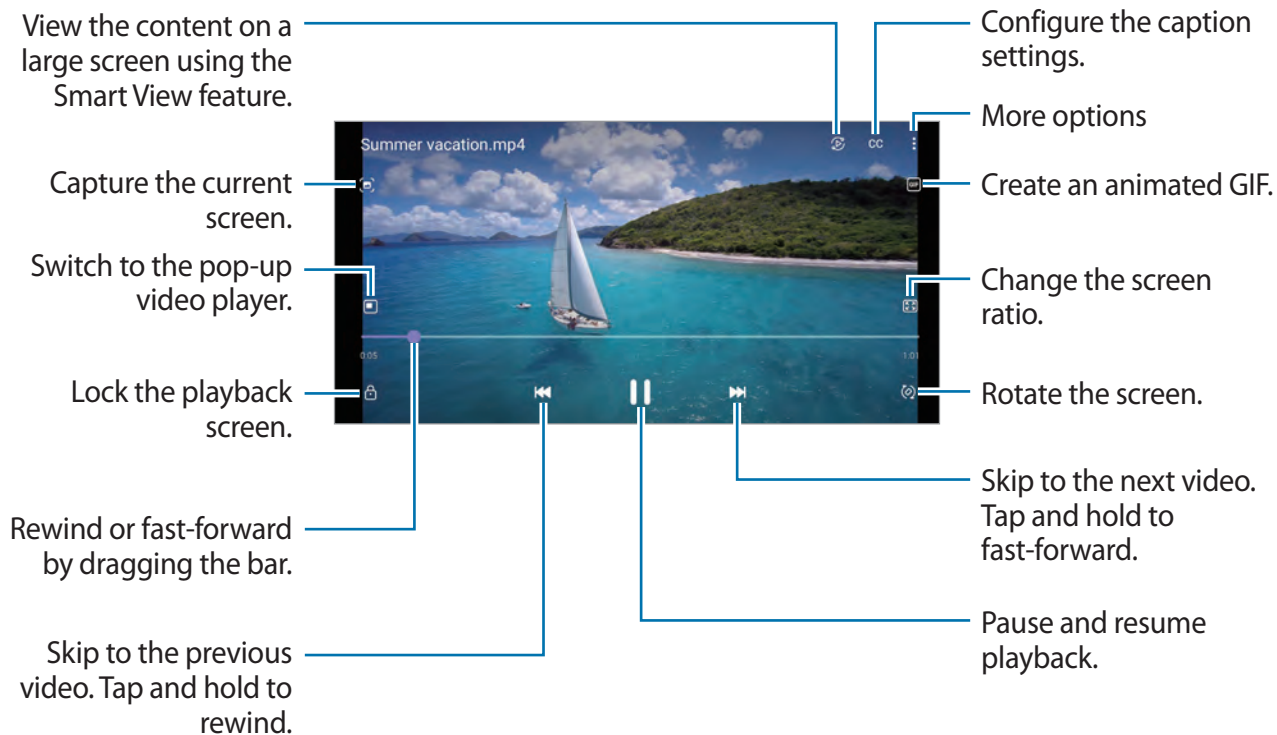 View the content on a
large screen using the
Smart View feature.
Configure the caption
settings.
More options
Summer vacation.mp4
CC
Capture the current
screen.
GIF
Create an animated GIF.
Switch to the pop-up
video player.
Change the screen
ratio.
0:05
1:01
Lock the playback
screen.
Rotate the screen.
Rewind or fast-forward
by dragging the bar.
Skip to the next video.
Tap and hold to
fast-forward.
Skip to the previous
video. Tap and hold to
rewind.
Pause and resume
playback.